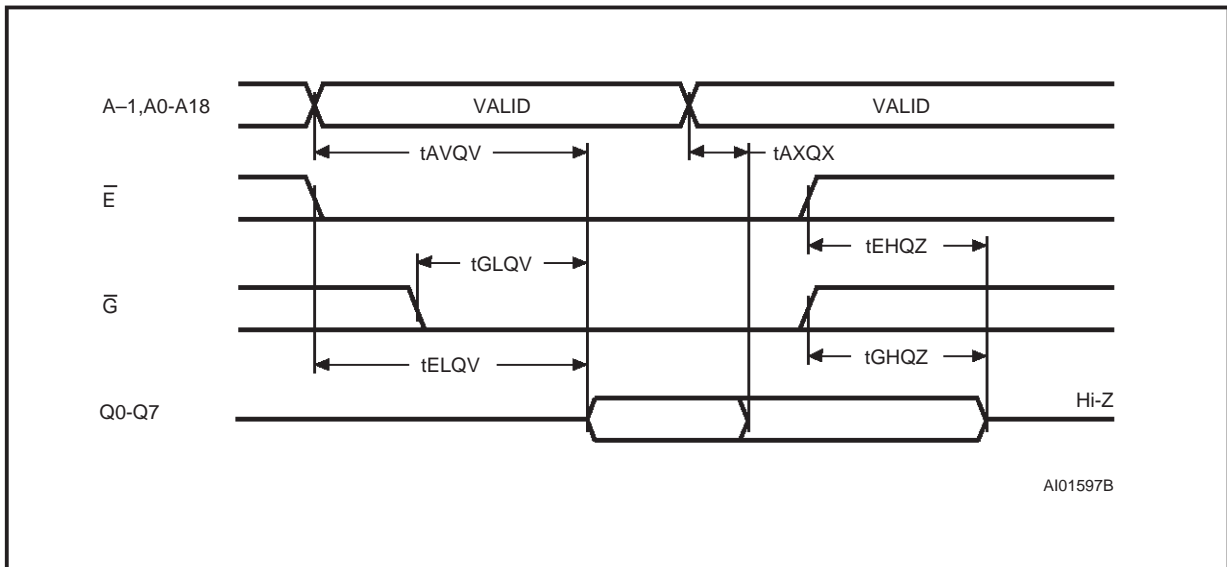 A–1,A0-A18
VALID
VALID
tAVQV
tAXQX
E̅
tEHQZ
tGLQV
G̅
tGHQZ
tELQV
Q0-Q7
Hi-Z
AI01597B